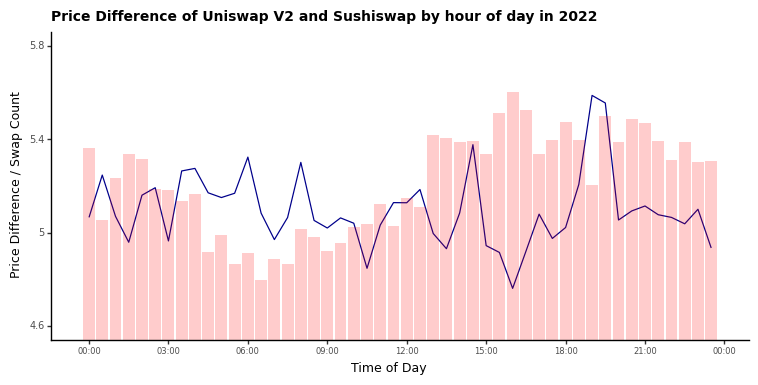 Price Difference of Uniswap V2 and Sushiswap by hour of day in 2022
Price Difference / Swap Count
5.8
5.4
5
4.6
00:00 03:00 06:00 09:00 12:00 15:00 18:00 21:00 00:00
Time of Day